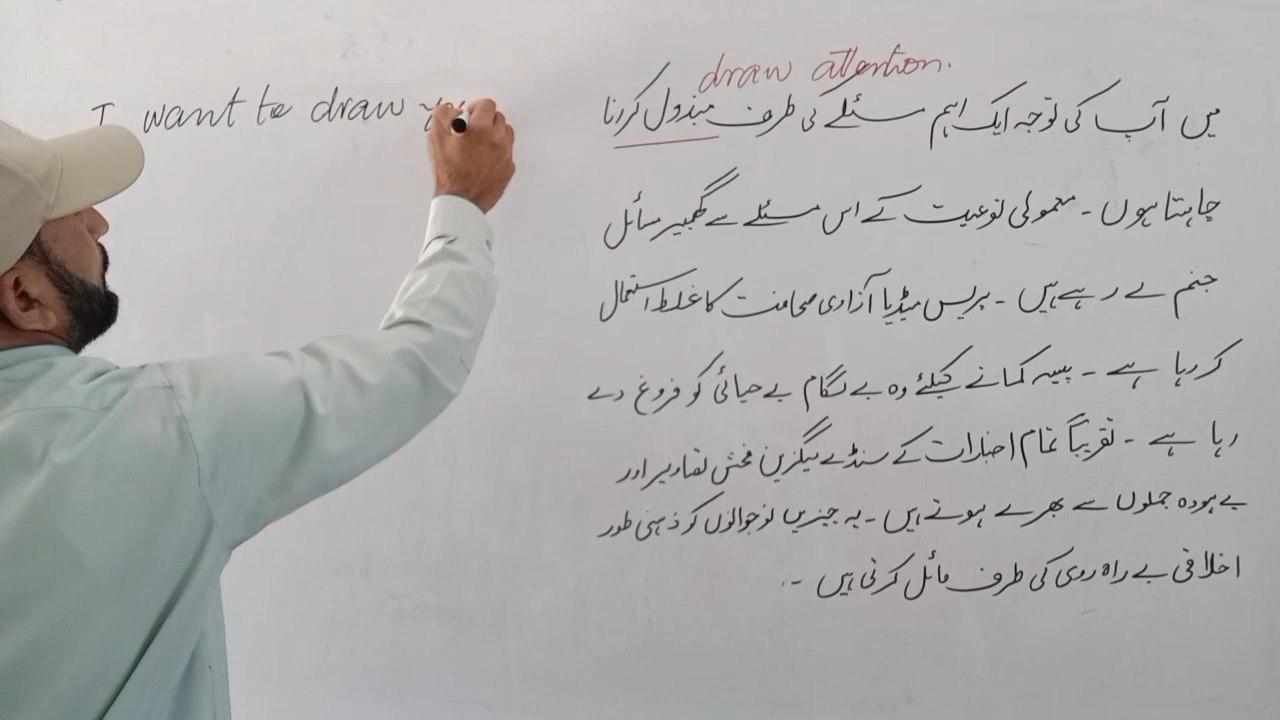 I want to draw you
draw attention.
میں آپ کی توجہ ایک اہم مسئلے کی طرف مبذول کرنا
چاہتا ہوں۔ معمولی نوعیت کے اس مسئلے سے گھمبیر مسائل
جنم لے رہے ہیں۔ پریس میڈیا آزادی صحافت کا غلط استعمال
کر رہا ہے۔ پیسہ کمانے کیلئے وہ بے لگام بے حیائی کو فروغ دے
رہا ہے۔ تقریباً تمام اخبارات کے سنڈے میگزین فحش تصاویر اور
بے ہودہ جملوں سے بھرے ہوتے ہیں۔ یہ چیزیں نوجوانوں کو ذہنی طور
اخلاقی بے راہ روی کی طرف مائل کرتی ہیں۔